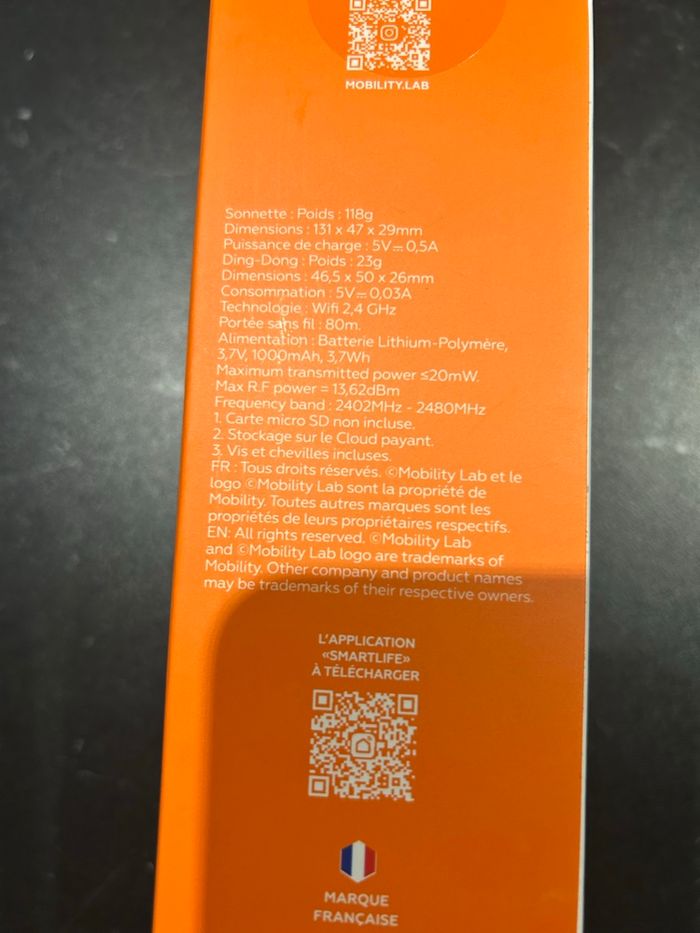 MOBILITY.LAB
Sonnette : Poids : 118g
Dimensions : 131 x 47 x 29mm
Puissance de charge : 5V⎓0,5A
Ding-Dong : Poids : 23g
Dimensions : 46,5 x 50 x 26mm
Consommation : 5V⎓0,03A
Technologie : Wifi 2,4 GHz
Portée sans fil : 80m.
Alimentation : Batterie Lithium-Polymère,
3,7V, 1000mAh, 3,7Wh
Maximum transmitted power ≤20mW.
Max R.F power = 13,62dBm
Frequency band : 2402MHz - 2480MHz
1. Carte micro SD non incluse.
2. Stockage sur le Cloud payant.
3. Vis et chevilles incluses.
FR : Tous droits réservés. ©Mobility Lab et le
logo ©Mobility Lab sont la propriété de
Mobility. Toutes autres marques sont les
propriétés de leurs propriétaires respectifs.
EN: All rights reserved. ©Mobility Lab
and ©Mobility Lab logo are trademarks of
Mobility. Other company and product names
may be trademarks of their respective owners.
L'APPLICATION
«SMARTLIFE»
À TÉLÉCHARGER
MARQUE
FRANÇAISE